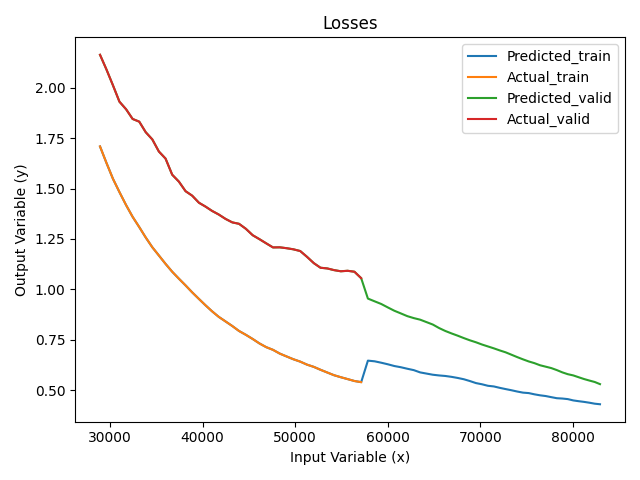 Losses
Predicted_train
Actual_train
Predicted_valid
Actual_valid
Output Variable (y)
2.00
1.75
1.50
1.25
1.00
0.75
0.50
30000 40000 50000 60000 70000 80000
Input Variable (x)